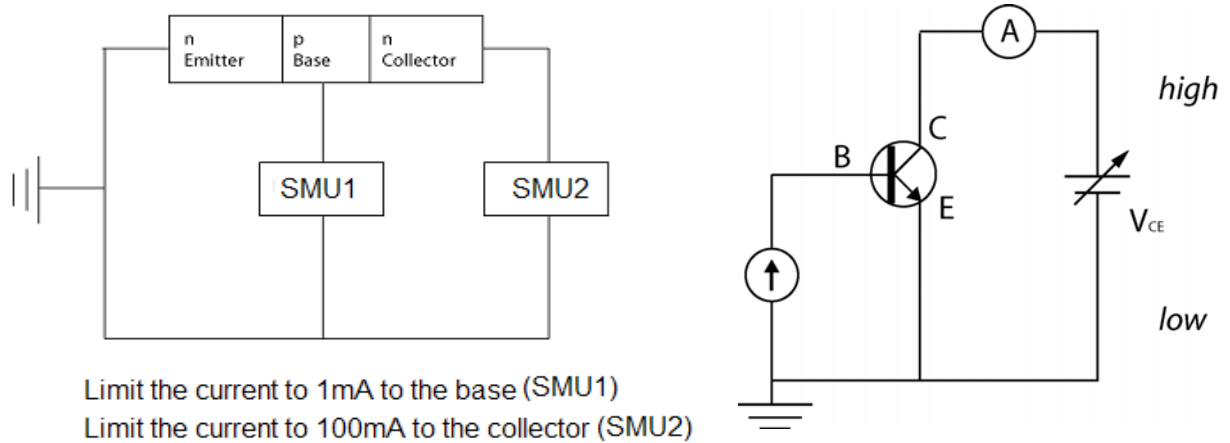 n
Emitter
p
Base
n
Collector
SMU1
SMU2
Limit the current to 1mA to the base (SMU1)
Limit the current to 100mA to the collector (SMU2)
A
high
C
B
E
VCE
low